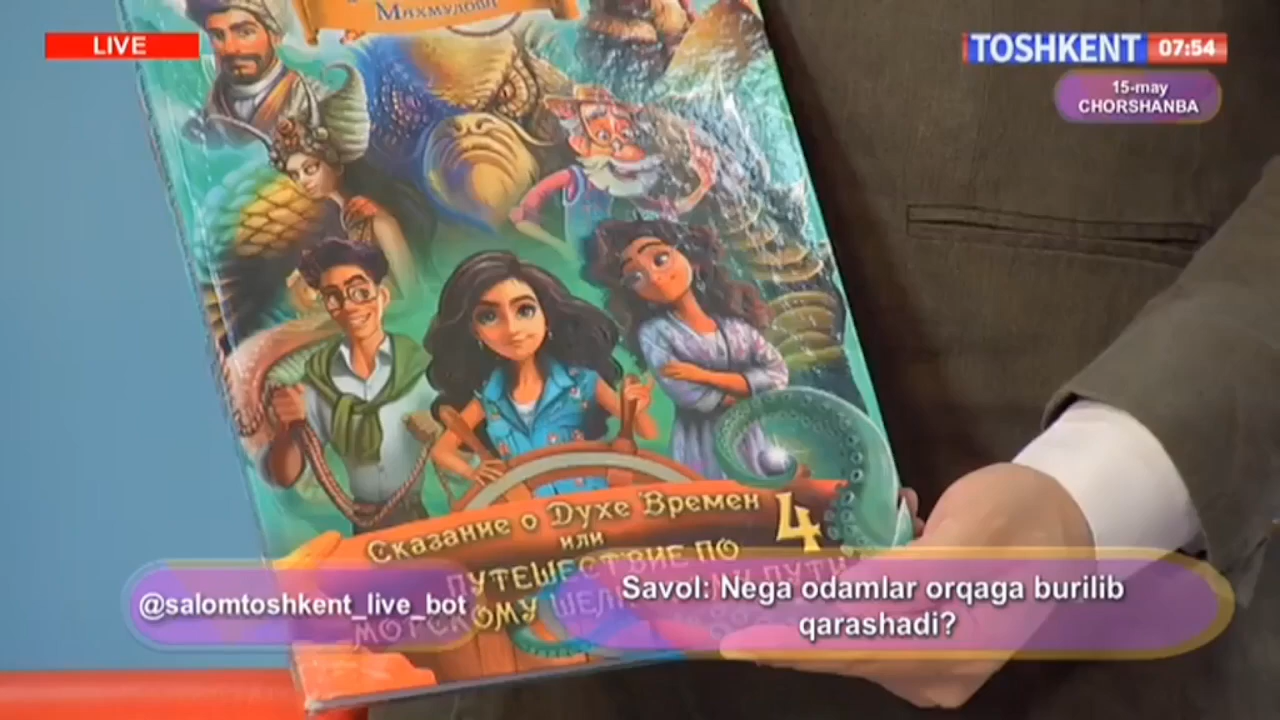 LIVE
TOSHKENT 07:54
15-may
CHORSHANBA
Сказание о Духе Времен
или
4
ПУТЕШЕСТВИЕ ПО
МОРСКОМУ
@salomtoshkent_live_bot
Savol: Nega odamlar orqaga burilib
qarashadi?